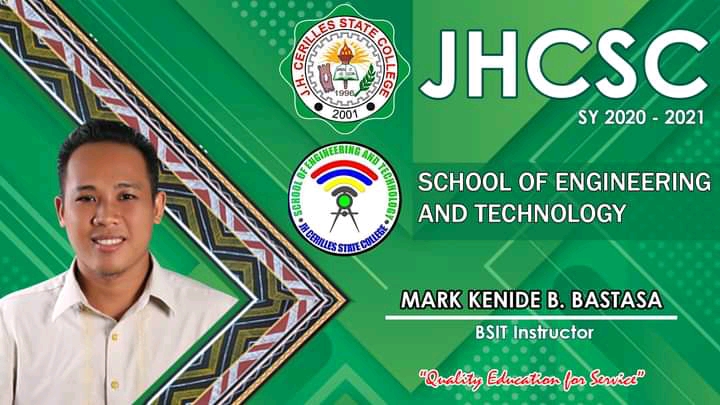 J.H. CERILLES STATE COLLEGE
1996
2001
JHCSC
SY 2020 - 2021
SCHOOL OF ENGINEERING AND TECHNOLOGY
JH CERILLES STATE COLLEGE
SCHOOL OF ENGINEERING
AND TECHNOLOGY
MARK KENIDE B. BASTASA
BSIT Instructor
"Quality Education for Service"